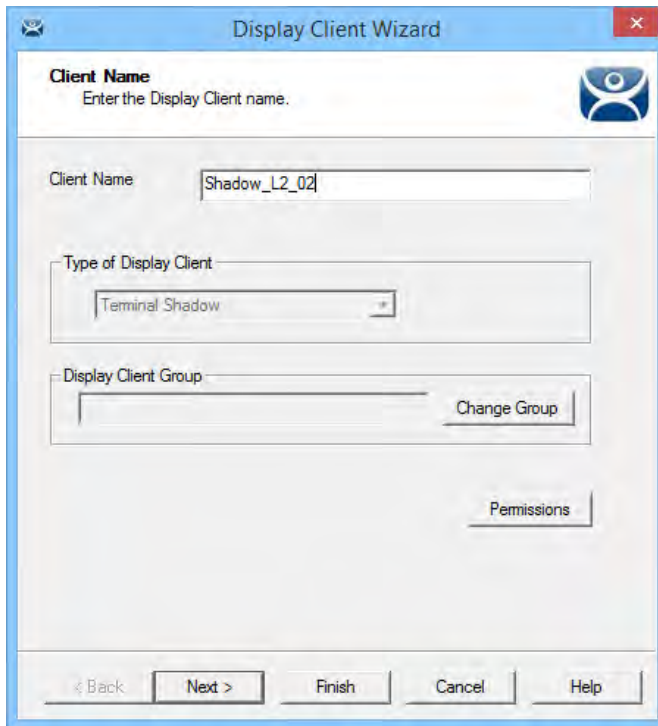 Display Client Wizard
Client Name
Enter the Display Client name.
Client Name
Shadow_L2_02
Type of Display Client
Terminal Shadow
Display Client Group
Change Group
Permissions
< Back
Next >
Finish
Cancel
Help